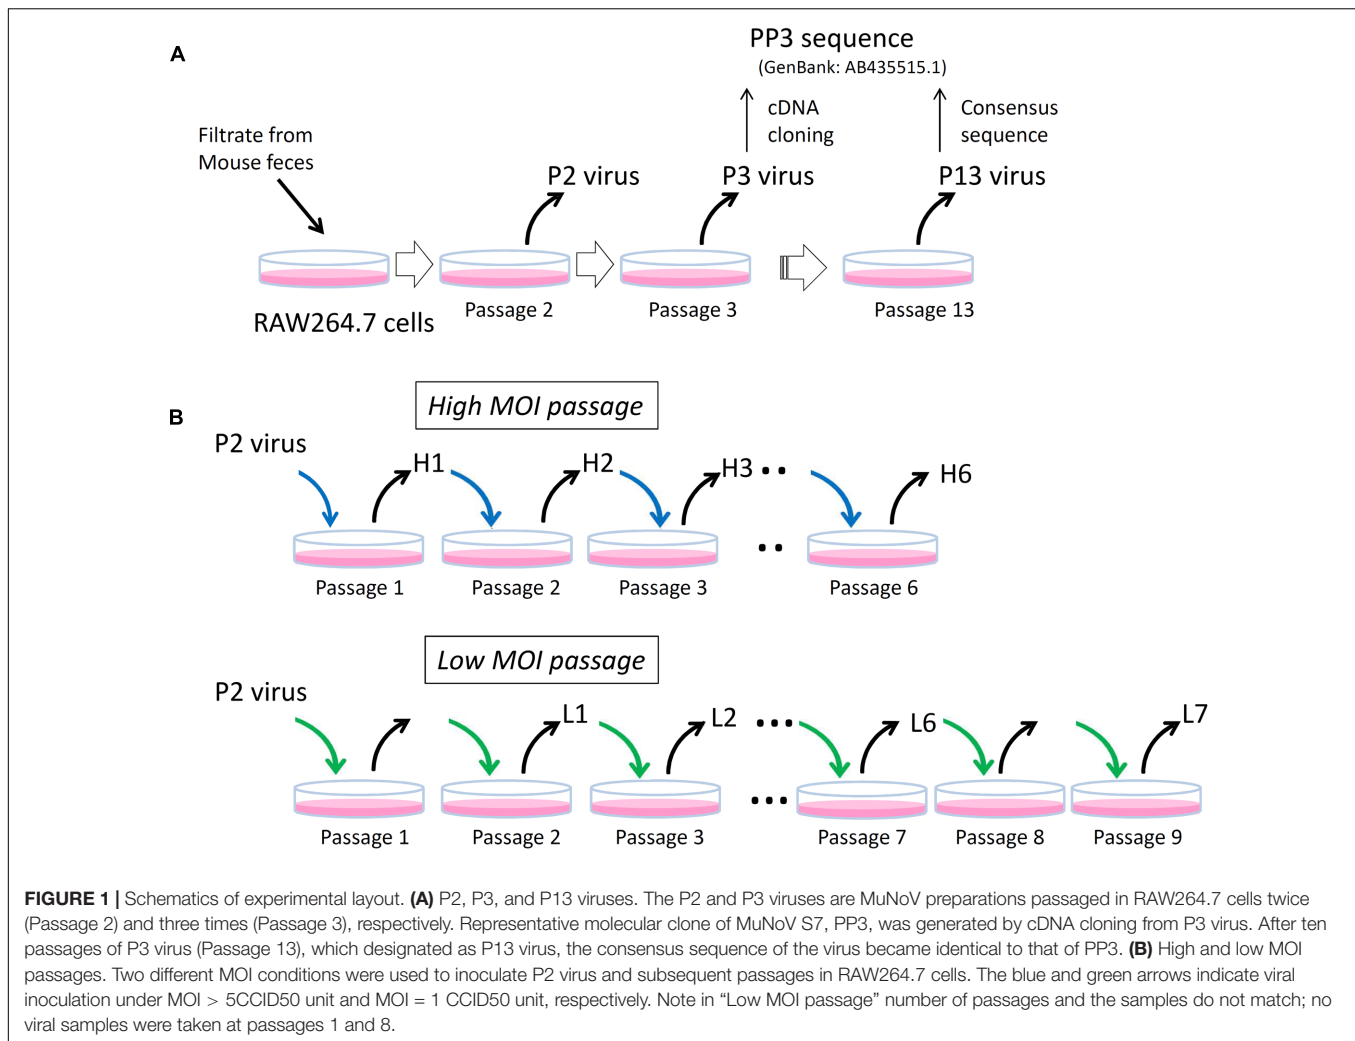 A
PP3 sequence
(GenBank: AB435515.1)
cDNA
cloning
Consensus
sequence
Filtrate from
Mouse feces
P2 virus
P3 virus
P13 virus
RAW264.7 cells
Passage 2
Passage 3
Passage 13
B
High MOI passage
P2 virus
H1
H2
H3
H6
Passage 1
Passage 2
Passage 3
Passage 6
Low MOI passage
P2 virus
L1
L2
L6
L7
Passage 1
Passage 2
Passage 3
Passage 7
Passage 8
Passage 9
FIGURE 1 | Schematics of experimental layout. (A) P2, P3, and P13 viruses. The P2 and P3 viruses are MuNoV preparations passaged in RAW264.7 cells twice
(Passage 2) and three times (Passage 3), respectively. Representative molecular clone of MuNoV S7, PP3, was generated by cDNA cloning from P3 virus. After ten
passages of P3 virus (Passage 13), which designated as P13 virus, the consensus sequence of the virus became identical to that of PP3. (B) High and low MOI
passages. Two different MOI conditions were used to inoculate P2 virus and subsequent passages in RAW264.7 cells. The blue and green arrows indicate viral
inoculation under MOI > 5CCID50 unit and MOI = 1 CCID50 unit, respectively. Note in “Low MOI passage” number of passages and the samples do not match; no
viral samples were taken at passages 1 and 8.